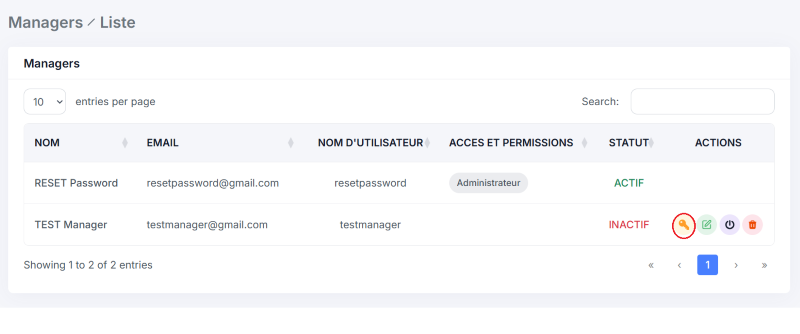 Managers / Liste
Managers
10 entries per page Search:
NOM EMAIL NOM D'UTILISATEUR ACCES ET PERMISSIONS STATUT ACTIONS
RESET Password resetpassword@gmail.com resetpassword Administrateur ACTIF
TEST Manager testmanager@gmail.com testmanager INACTIF
Showing 1 to 2 of 2 entries « ‹ 1 › »